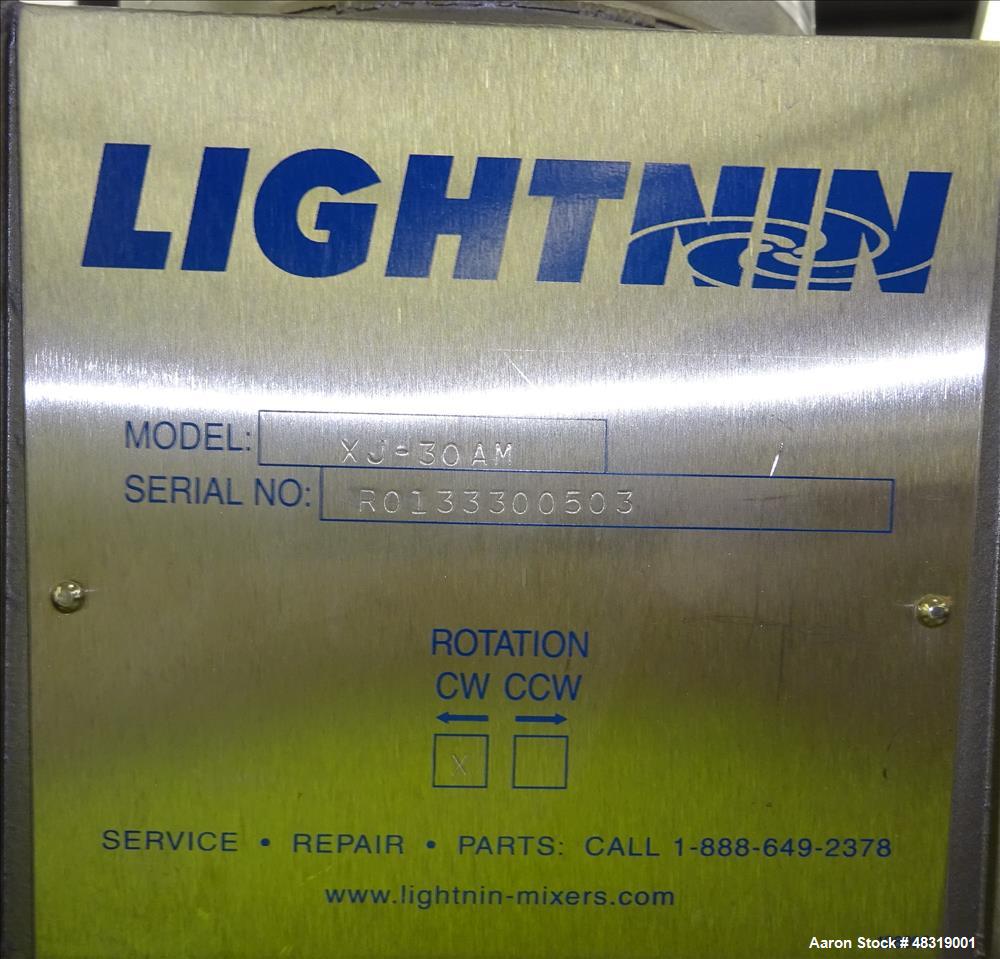 LIGHTNIN
MODEL: XJ-30AM
SERIAL NO: R0133300503
ROTATION
CW CCW
X
SERVICE • REPAIR • PARTS: CALL 1-888-649-2378
www.lightnin-mixers.com
Aaron Stock # 48319001